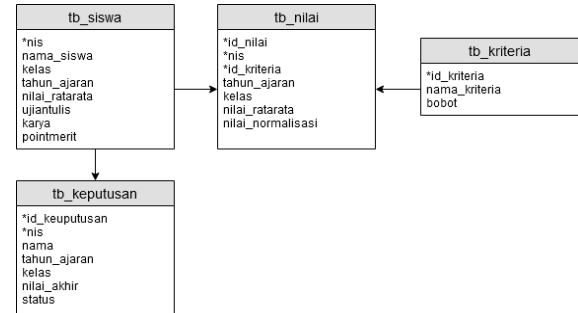 tb_siswa
*nis
nama_siswa
kelas
tahun_ajaran
nilai_ratarata
ujiantulis
karya
pointmerit
tb_nilai
*id_nilai
*nis
*id_kriteria
tahun_ajaran
kelas
nilai_ratarata
nilai_normalisasi
tb_kriteria
*id_kriteria
nama_kriteria
bobot
tb_keputusan
*id_keuputusan
*nis
nama
tahun_ajaran
kelas
nilai_akhir
status